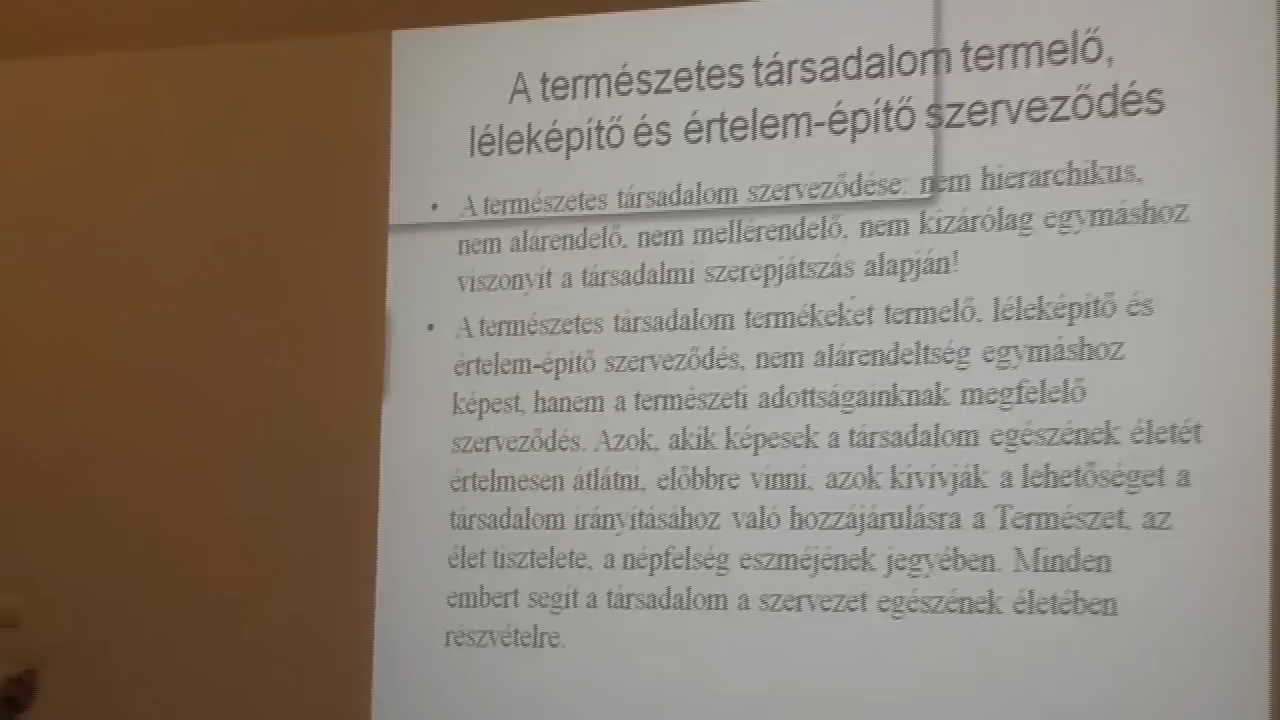 A természetes társadalom termelő,
léleképítő és értelem-építő szerveződés
• A természetes társadalom szerveződése: nem hierarchikus,
nem alárendelő, nem mellérendelő, nem kizárólag egymáshoz
viszonyít a társadalmi szerepjátszás alapján!
• A természetes társadalom termékeket termelő, léleképítő és
értelem-építő szerveződés, nem alárendeltség egymáshoz
képest, hanem a természeti adottságainknak megfelelő
szerveződés. Azok, akik képesek a társadalom egészének életét
értelmesen átlátni, előbbre vinni, azok kivívják a lehetőséget a
társadalom irányításához való hozzájárulásra a Természet, az
élet tisztelete, a népfelség eszméjének jegyében. Minden
embert segít a társadalom a szervezet egészének életében
részvételre.